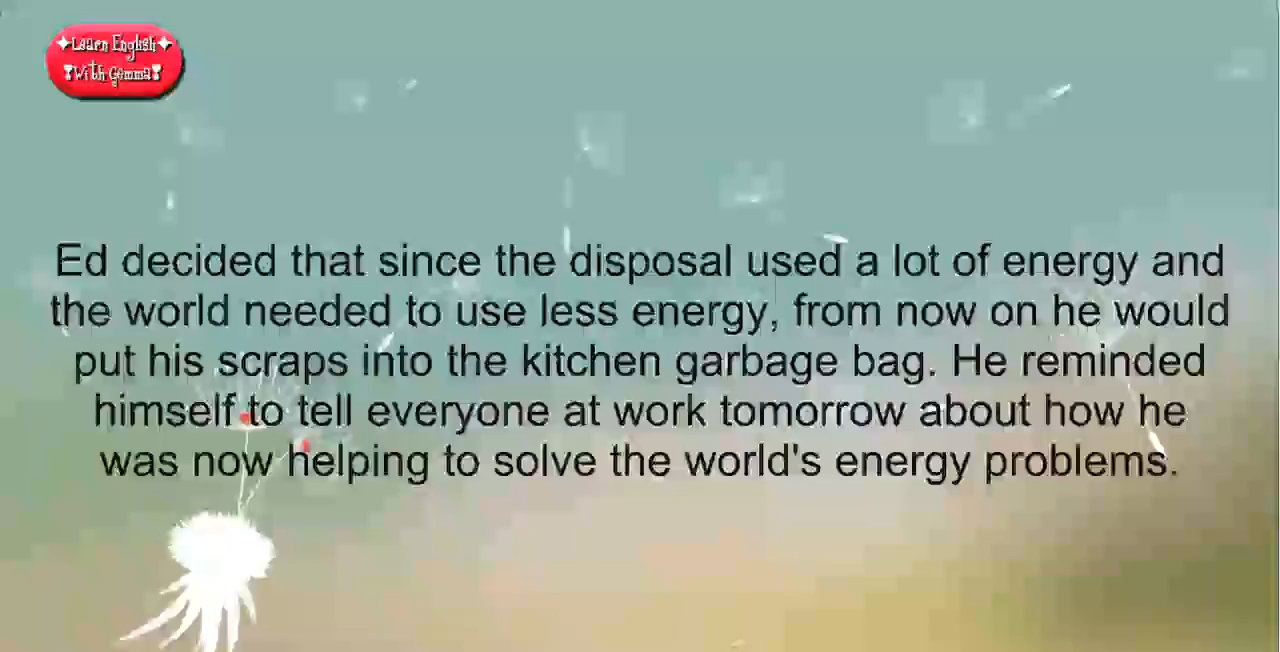 ✦Learn English✦
❣With Gemma❣
Ed decided that since the disposal used a lot of energy and
the world needed to use less energy, from now on he would
put his scraps into the kitchen garbage bag. He reminded
himself to tell everyone at work tomorrow about how he
was now helping to solve the world's energy problems.